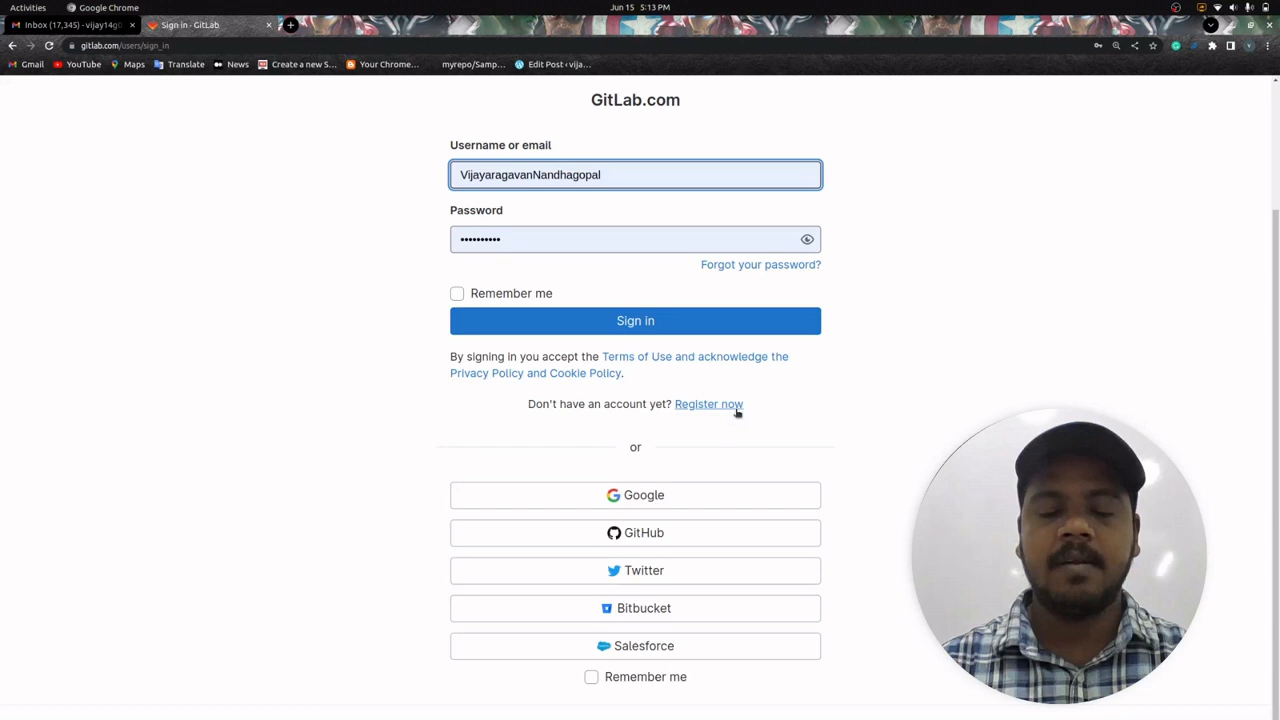 Activities
Google Chrome
Jun 15 5:13 PM
Inbox (17,345) - vijay14g
Sign in · GitLab
gitlab.com/users/sign_in
Gmail
YouTube
Maps
Translate
News
Create a new S...
Your Chrome...
myrepo/Samp...
Edit Post ‹ vija...
GitLab.com
Username or email
VijayaragavanNandhagopal
Password
••••••••••
Forgot your password?
Remember me
Sign in
By signing in you accept the Terms of Use and acknowledge the
Privacy Policy and Cookie Policy.
Don't have an account yet? Register now
or
Google
GitHub
Twitter
Bitbucket
Salesforce
Remember me